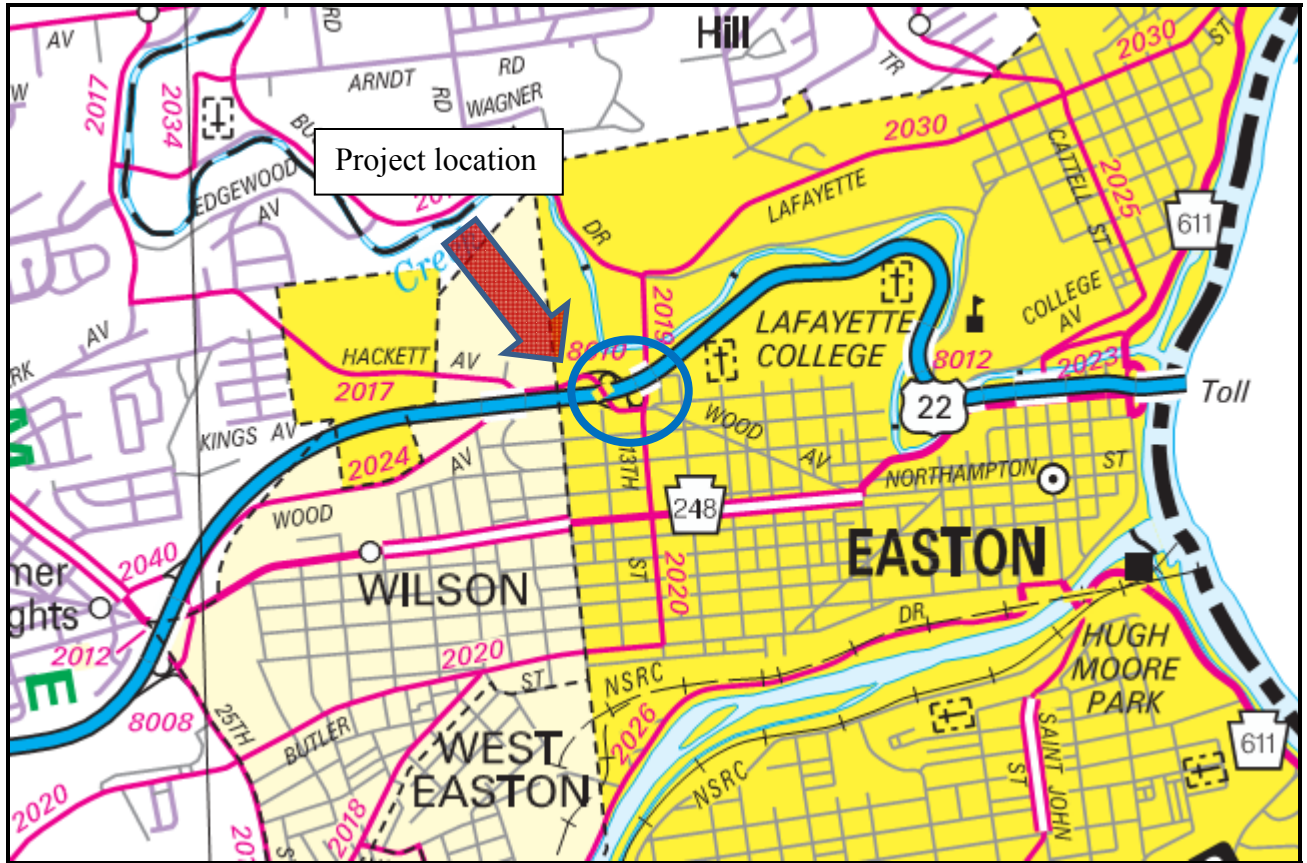 AV
RD
Hill
2030
ST
W
2017
2034
ARNDT
RD
RD
WAGNER
TR
2030
CATTELL
ST
2025
Project location
EDGEWOOD
AV
DR
LAFAYETTE
611
Creek
2019
COLLEGE
AV
LAFAYETTE
COLLEGE
8010
8012
2023
Toll
22
HACKETT
AV
2017
AV
KINGS AV
2024
AV
WOOD
AV
13TH
ST
NORTHAMPTON
ST
248
WOOD
2040
mer
ghts
WILSON
EASTON
2020
2012
2020
ST
DR
HUGH
MOORE
PARK
8008
25TH
BUTLER
NSRC
2026
WEST
EASTON
NSRC
SAINT JOHN
ST
611
2020
2018
M
E